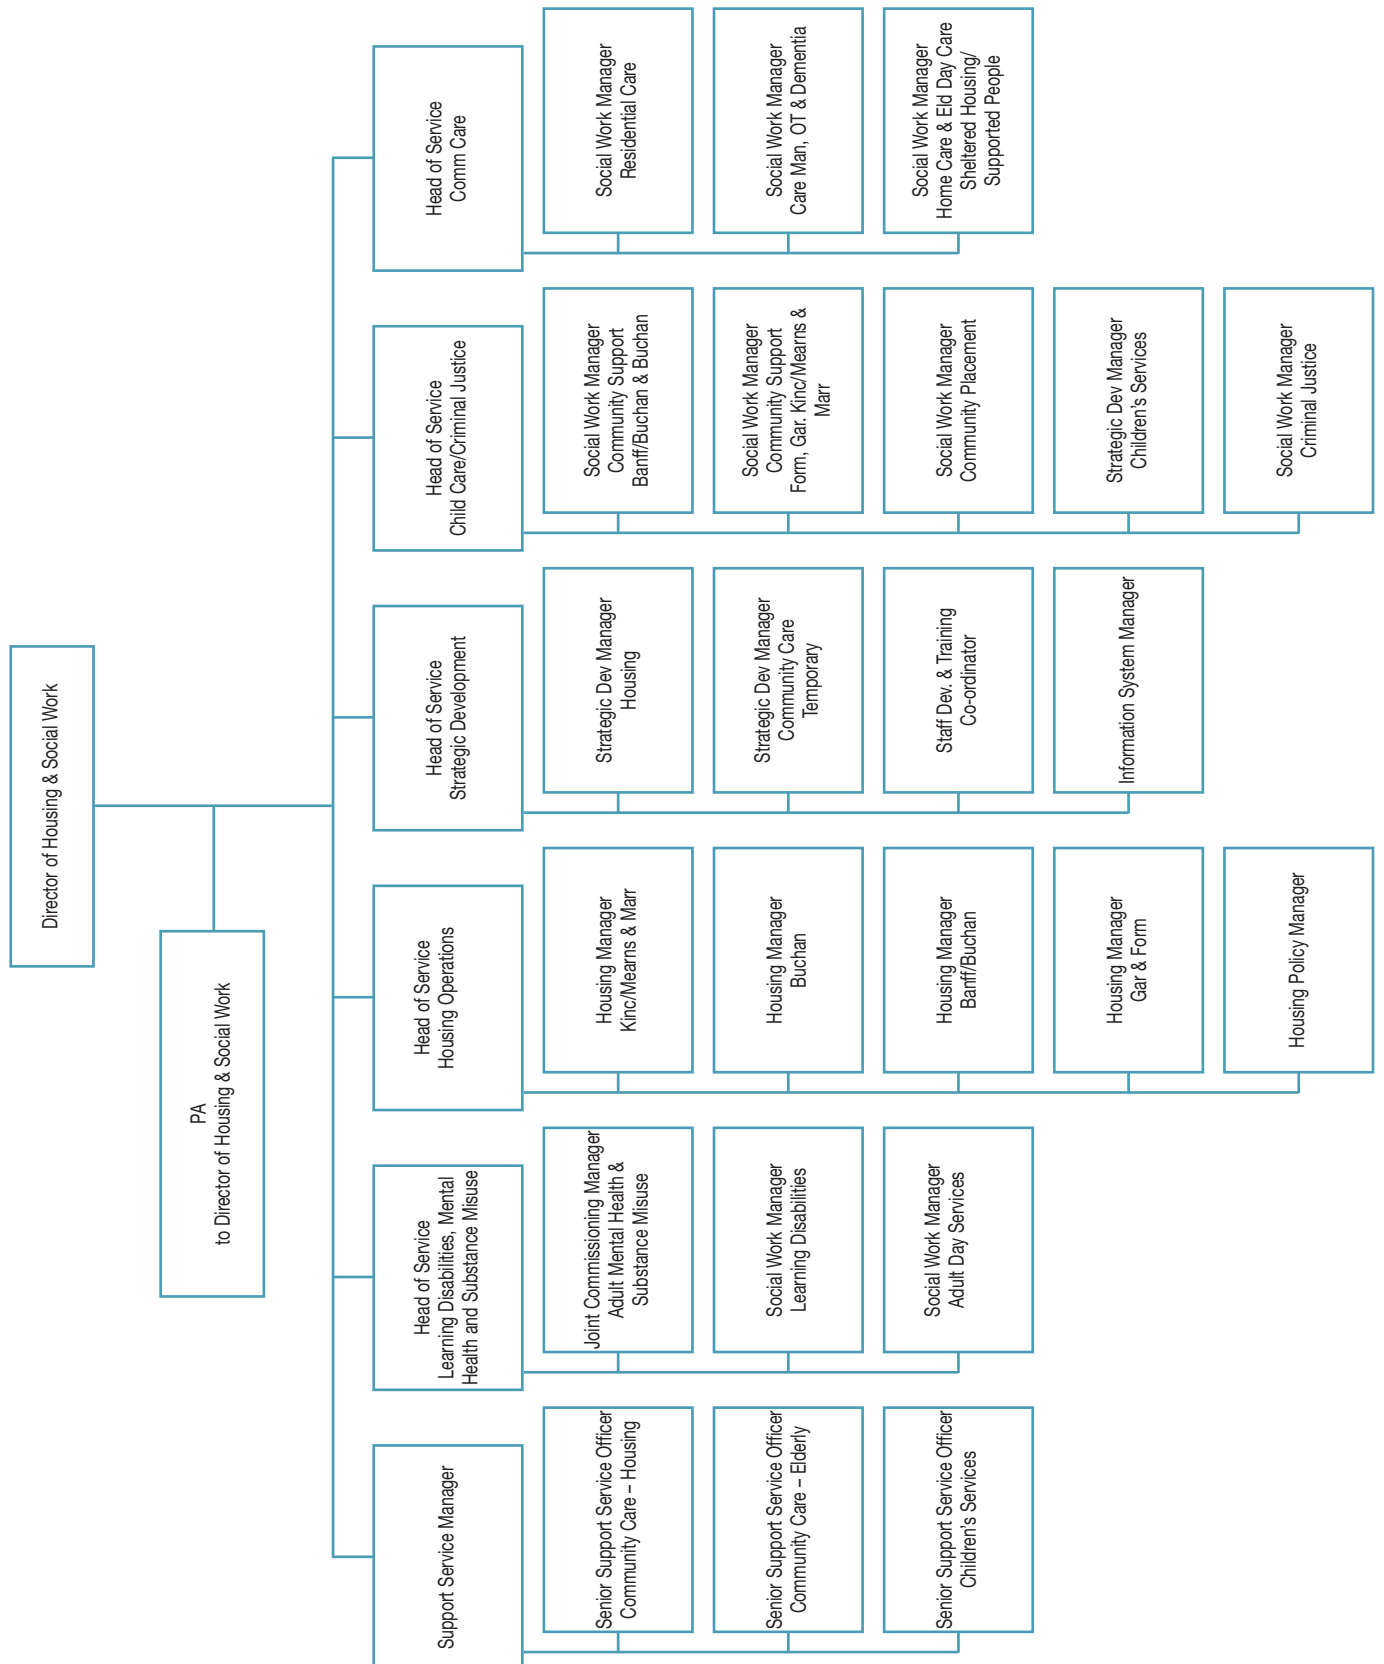 Director of Housing & Social Work
PA
to Director of Housing & Social Work
Support Service Manager
Senior Support Service Officer
Community Care – Housing
Senior Support Service Officer
Community Care – Elderly
Senior Support Service Officer
Children's Services
Head of Service
Learning Disabilities, Mental
Health and Substance Misuse
Joint Commissioning Manager
Adult Mental Health &
Substance Misuse
Social Work Manager
Learning Disabilities
Social Work Manager
Adult Day Services
Head of Service
Housing Operations
Housing Manager
Kinc/Mearns & Marr
Housing Manager
Buchan
Housing Manager
Banff/Buchan
Housing Manager
Gar & Form
Housing Policy Manager
Head of Service
Strategic Development
Strategic Dev Manager
Housing
Strategic Dev Manager
Community Care
Temporary
Staff Dev. & Training
Co-ordinator
Information System Manager
Head of Service
Child Care/Criminal Justice
Social Work Manager
Community Support
Banff/Buchan & Buchan
Social Work Manager
Community Support
Form, Gar. Kinc/Mearns &
Marr
Social Work Manager
Community Placement
Strategic Dev Manager
Children's Services
Social Work Manager
Criminal Justice
Head of Service
Comm Care
Social Work Manager
Residential Care
Social Work Manager
Care Man, OT & Dementia
Social Work Manager
Home Care & Eld Day Care
Sheltered Housing/
Supported People